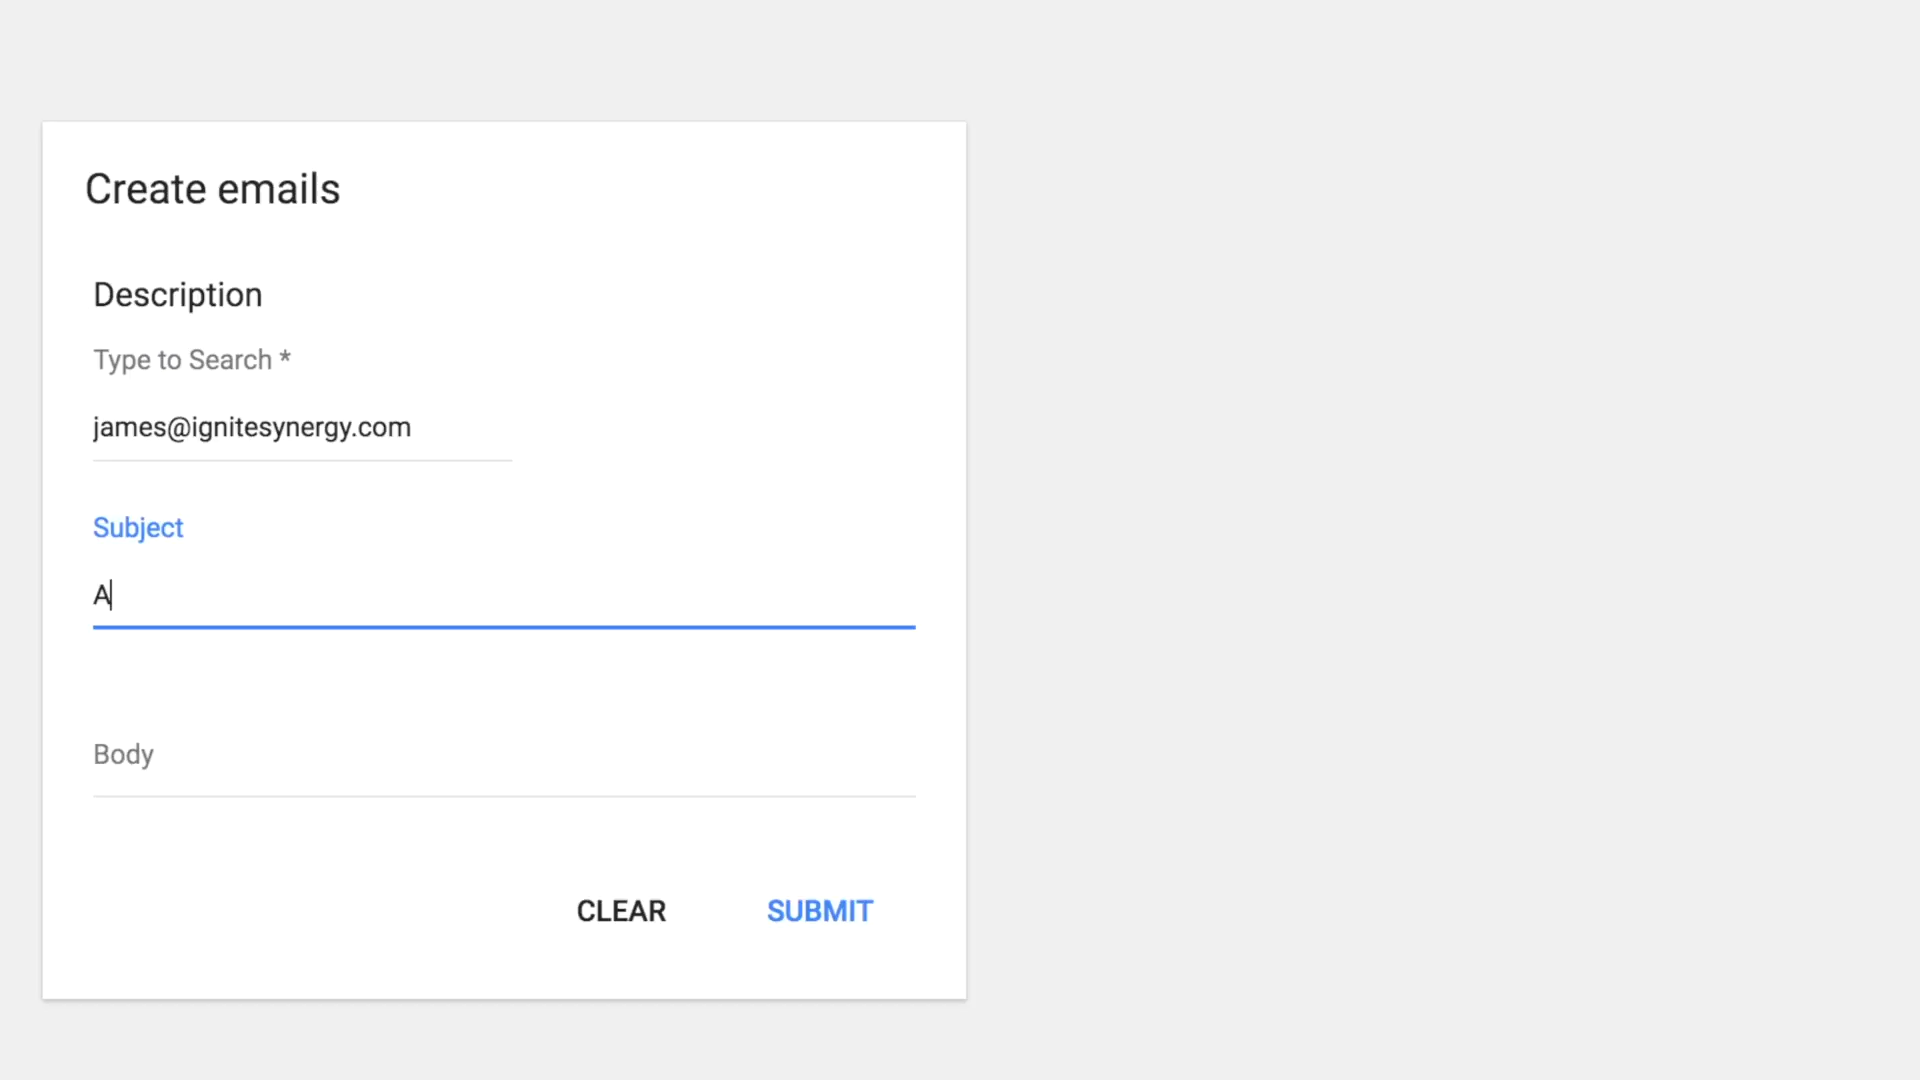 Create emails
Description
Type to Search *
james@ignitesynergy.com
Subject
A
Body
CLEAR SUBMIT